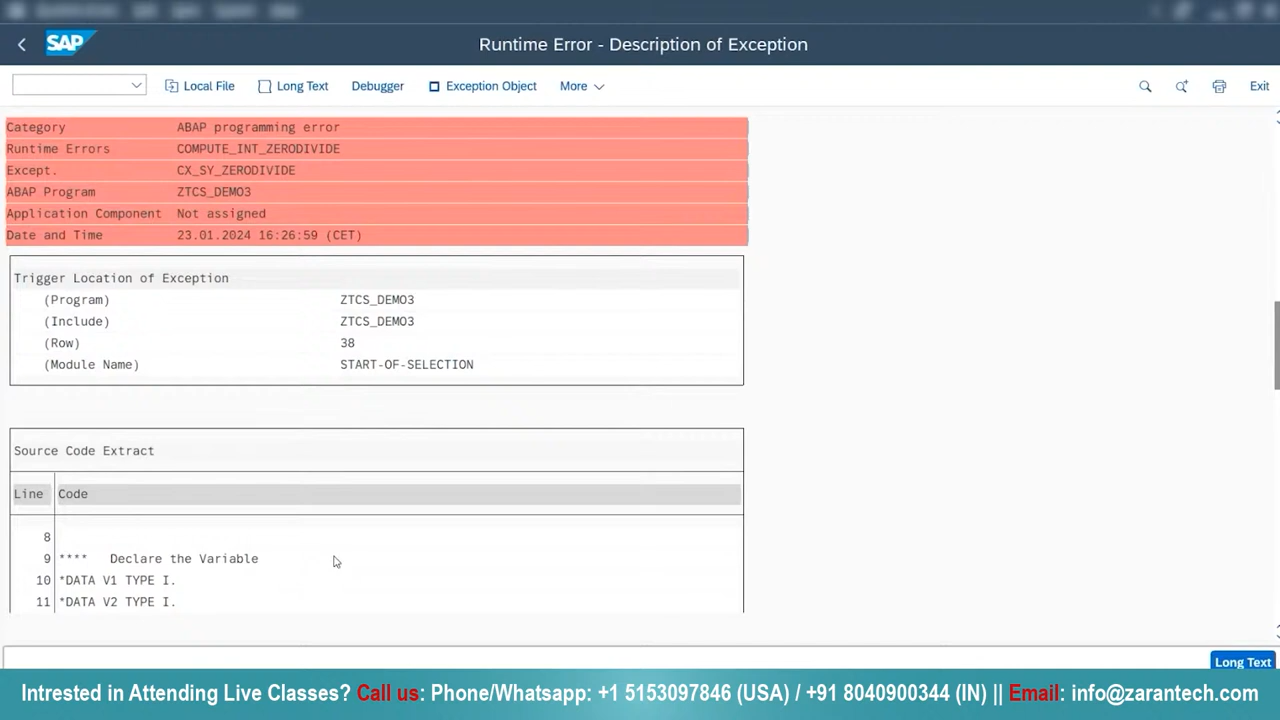 SAP
Runtime Error - Description of Exception
Local File Long Text Debugger Exception Object More Exit
Category ABAP programming error
Runtime Errors COMPUTE_INT_ZERODIVIDE
Except. CX_SY_ZERODIVIDE
ABAP Program ZTCS_DEMO3
Application Component Not assigned
Date and Time 23.01.2024 16:26:59 (CET)
Trigger Location of Exception
(Program) ZTCS_DEMO3
(Include) ZTCS_DEMO3
(Row) 38
(Module Name) START-OF-SELECTION
Source Code Extract
Line Code
8
9 **** Declare the Variable
10 *DATA V1 TYPE I.
11 *DATA V2 TYPE I.
Long Text
Intrested in Attending Live Classes? Call us: Phone/Whatsapp: +1 5153097846 (USA) / +91 8040900344 (IN) || Email: info@zarantech.com